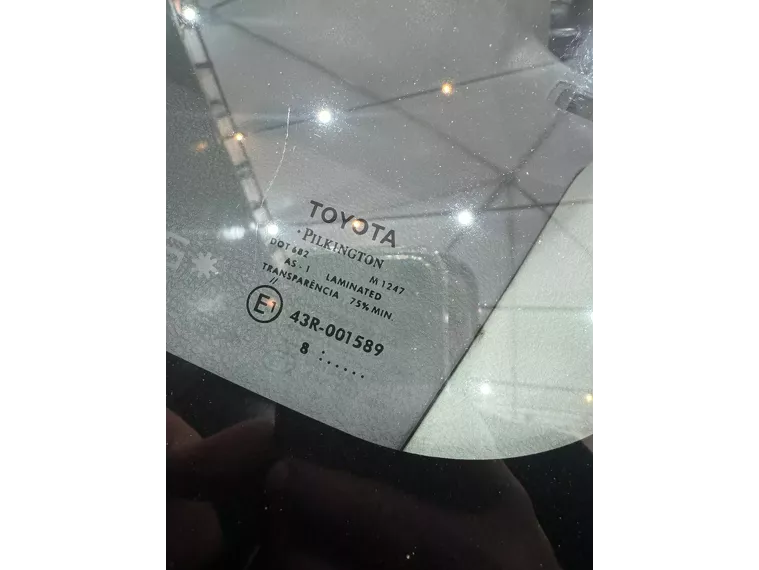 TOYOTA
PILKINGTON
DOT 682 M 1247
AS-1 LAMINATED
TRANSPARÊNCIA 75% MIN
// E1 43R-001589
8 :.....